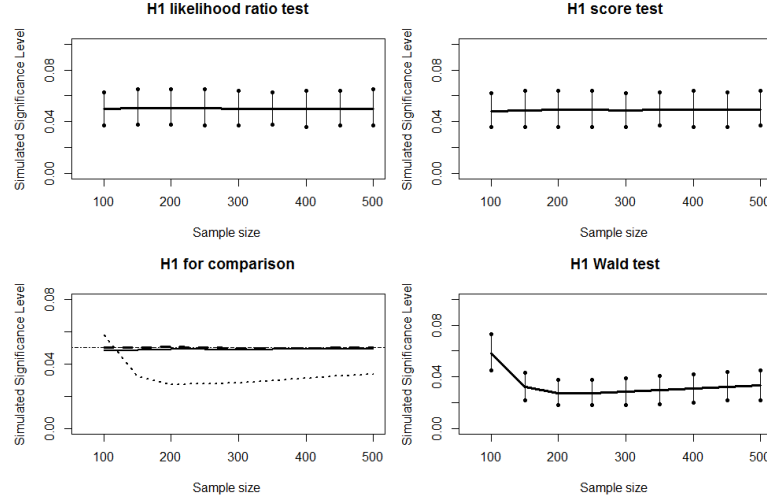 H1 likelihood ratio test
Simulated Significance Level
0.00 0.04 0.08
100 200 300 400 500
Sample size
H1 score test
Simulated Significance Level
0.00 0.04 0.08
100 200 300 400 500
Sample size
H1 for comparison
Simulated Significance Level
0.00 0.04 0.08
100 200 300 400 500
Sample size
H1 Wald test
Simulated Significance Level
0.00 0.04 0.08
100 200 300 400 500
Sample size